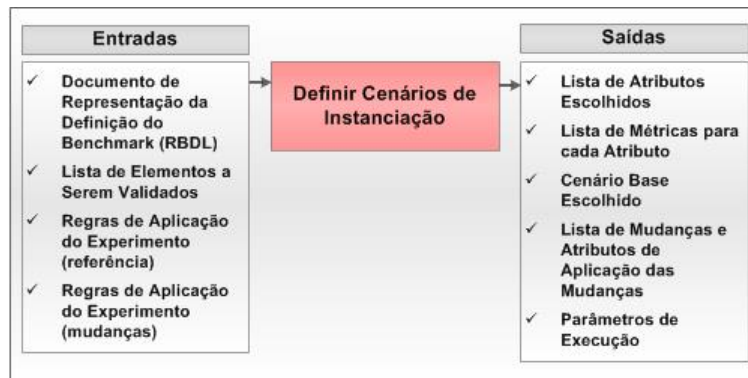 Entradas
✓ Documento de
Representação da
Definição do
Benchmark (RBDL)
✓ Lista de Elementos a
Serem Validados
✓ Regras de Aplicação
do Experimento
(referência)
✓ Regras de Aplicação
do Experimento
(mudanças)
Definir Cenários de
Instanciação
Saídas
✓ Lista de Atributos
Escolhidos
✓ Lista de Métricas para
cada Atributo
✓ Cenário Base
Escolhido
✓ Lista de Mudanças e
Atributos de
Aplicação das
Mudanças
✓ Parâmetros de
Execução